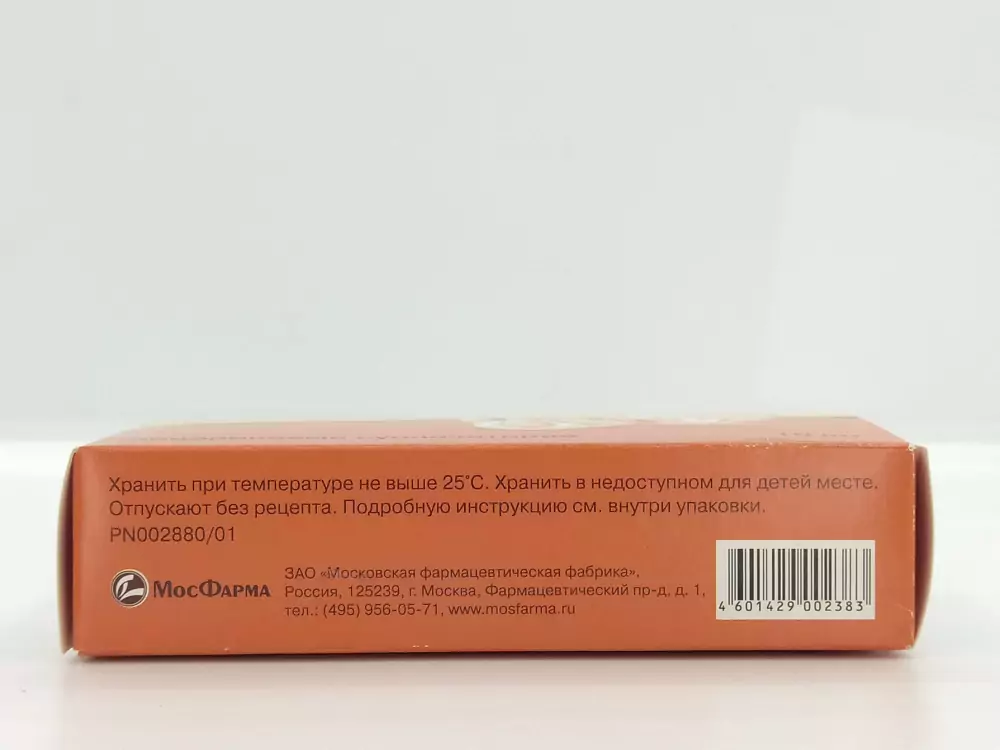 Хранить при температуре не выше 25°С. Хранить в недоступном для детей месте.
Отпускают без рецепта. Подробную инструкцию см. внутри упаковки.
PN002880/01
МосФарма
ЗАО «Московская фармацевтическая фабрика»,
Россия, 125239, г. Москва, Фармацевтический пр-д, д. 1,
тел.: (495) 956-05-71, www.mosfarma.ru
4 601429 002383